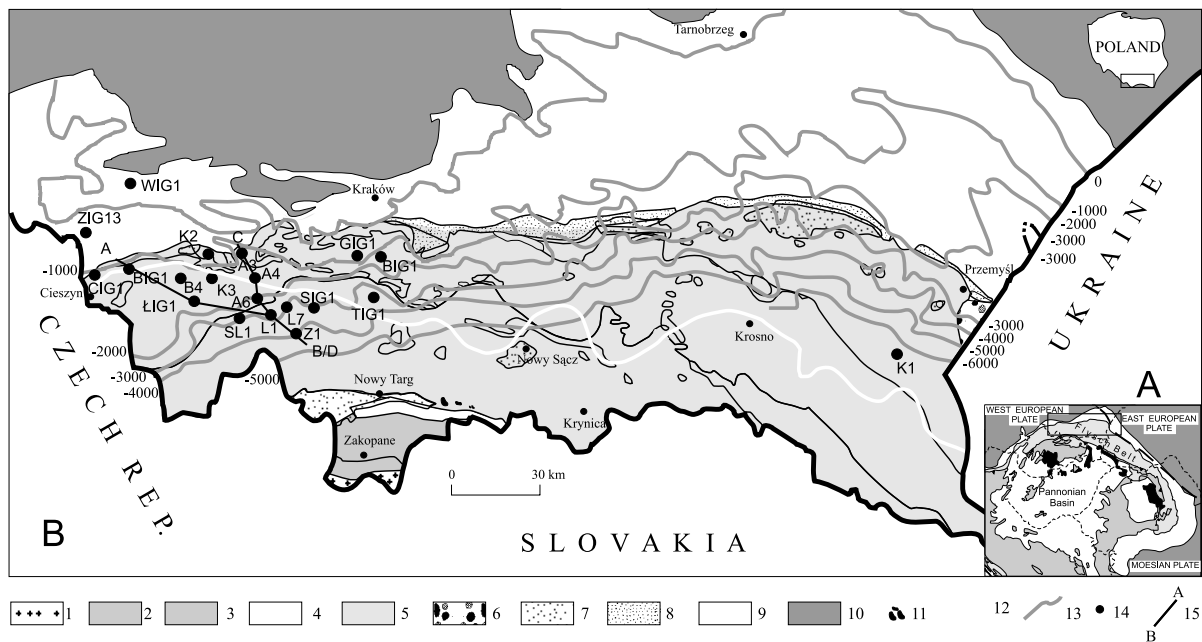 Tarnobrzeg
POLAND
WIG1
Kraków
ZIG13
0
-1000
-2000
-3000
-3000
UKRAINE
A
K2
C
GIG1
BIG1
A3
A4
-1000
CIG1
BIG1
B4
K3
Cieszyn
ŁIG1
A6
SIG1
TIG1
SL1
L1
L7
Z1
B/D
Przemyśl
-3000
-4000
-5000
-6000
Krosno
K1
Nowy Sącz
CZECH REP.
-2000
-3000
-4000
-5000
Nowy Targ
Krynica
Zakopane
0 30 km
A
WEST EUROPEAN
PLATE
EAST EUROPEAN
PLATE
Flysch Belt
Pannonian
Basin
MOESIAN PLATE
B
SLOVAKIA
1 2 3 4 5 6 7 8 9 10 11 12 13 14 A B 15